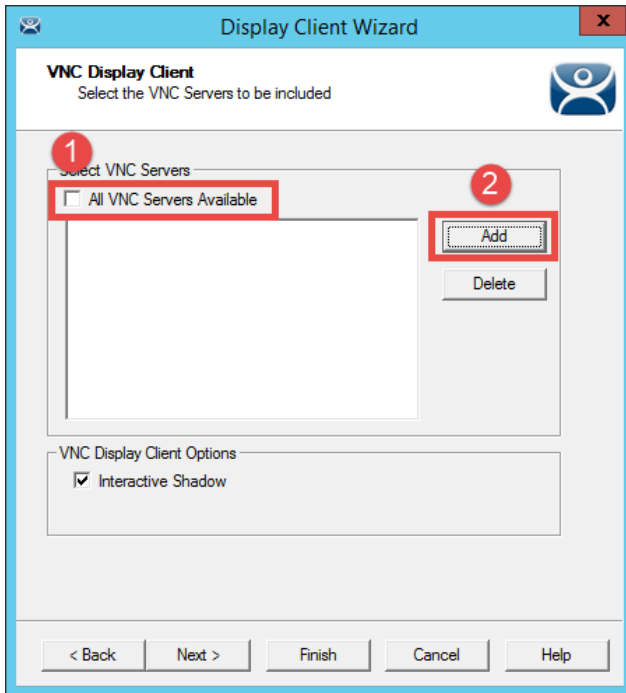 Display Client Wizard
x
VNC Display Client
Select the VNC Servers to be included
1
Select VNC Servers
2
All VNC Servers Available
Add
Delete
VNC Display Client Options
Interactive Shadow
< Back Next > Finish Cancel Help